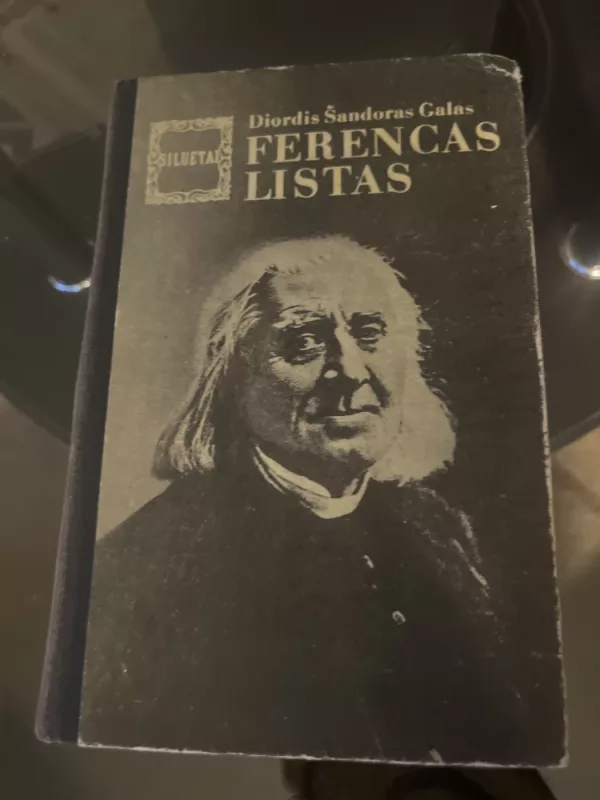 Diordis Šandoras Galas
SILUETAI
FERENCAS
LISTAS